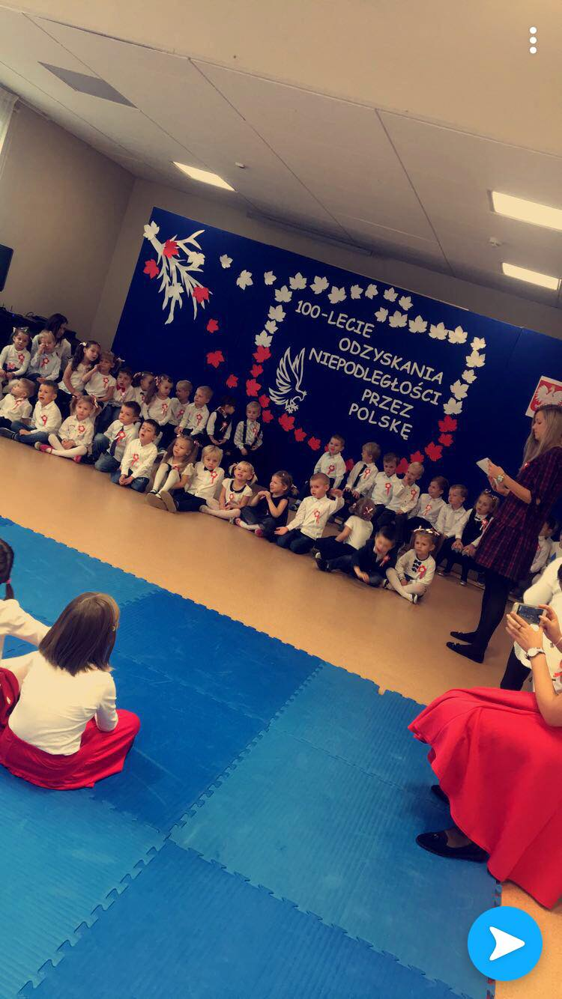 100-LECIE
ODZYSKANIA
NIEPODLEGŁOŚCI
PRZEZ
POLSKĘ